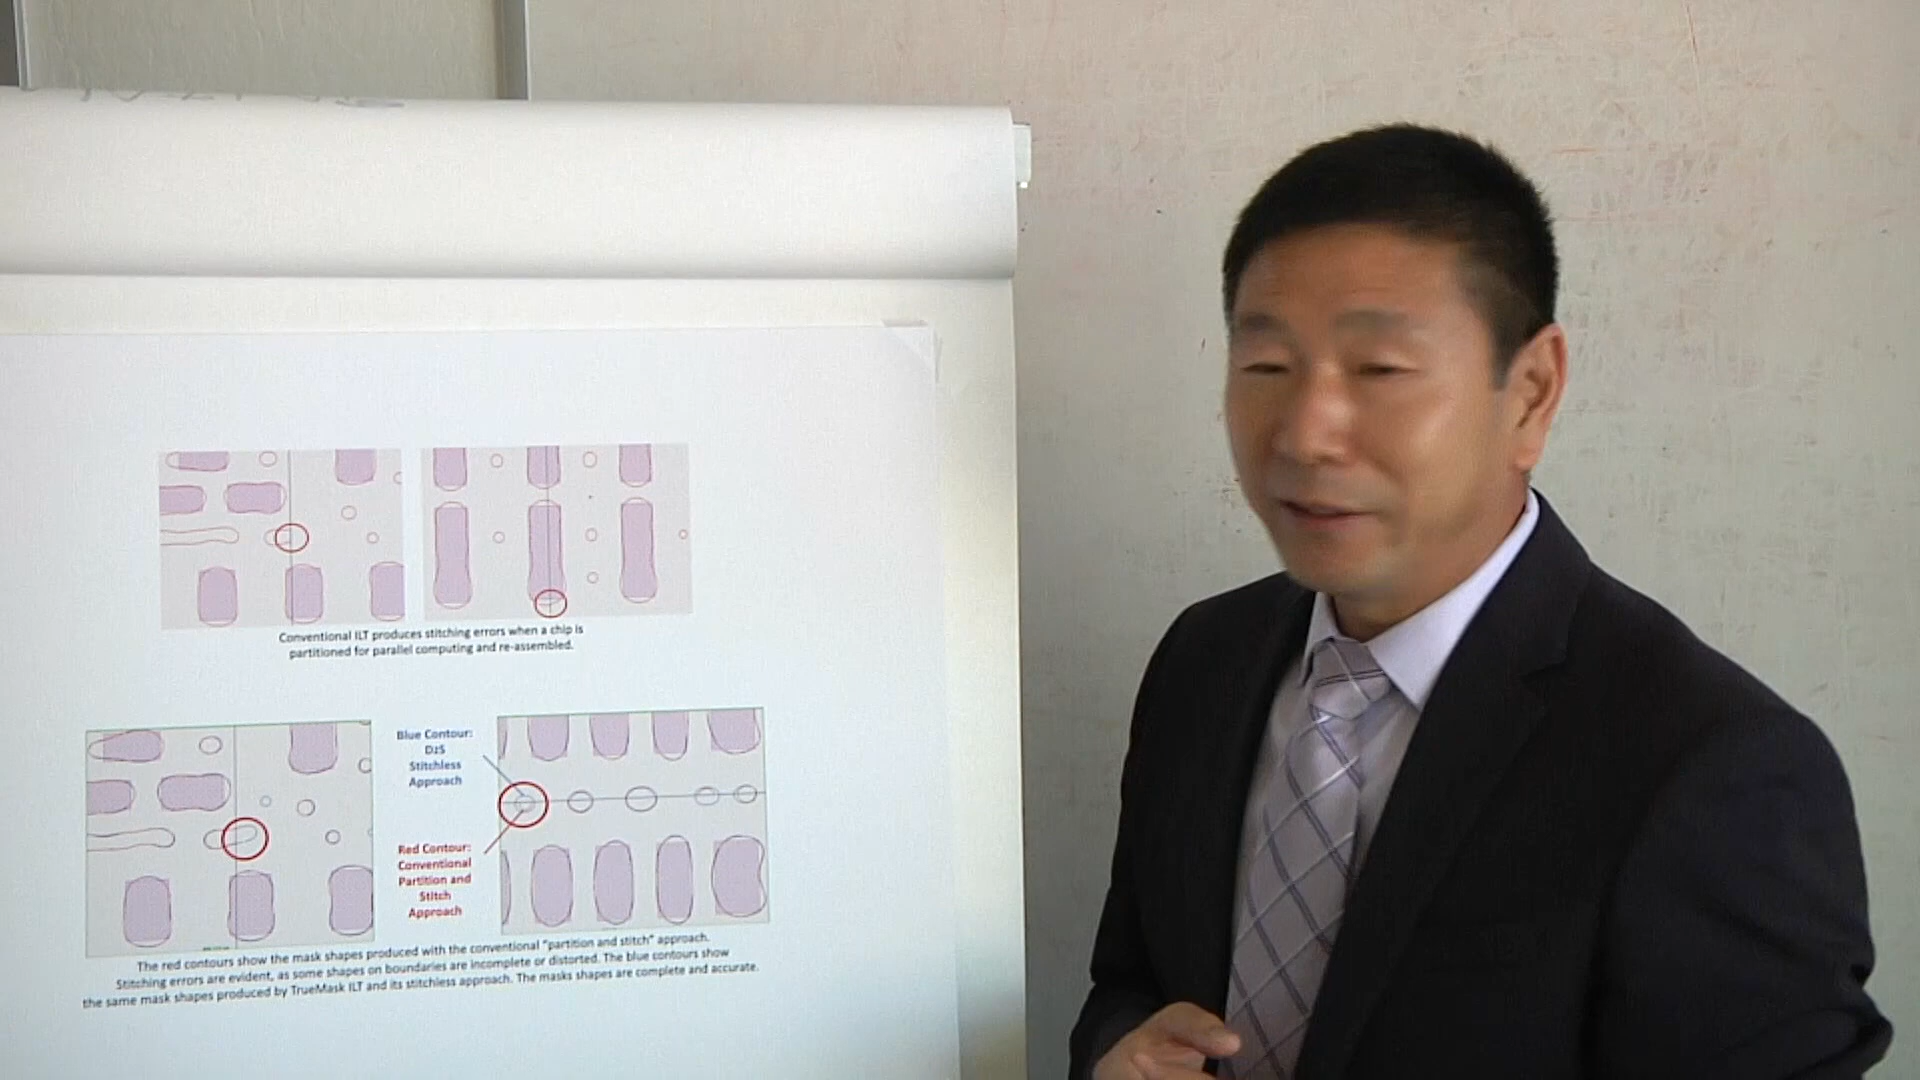 Conventional ILT produces stitching errors when a chip is
partitioned for parallel computing and re-assembled.
Blue Contour:
D2S
Stitchless
Approach
Red Contour:
Conventional
Partition and
Stitch
Approach
The red contours show the mask shapes produced with the conventional "partition and stitch" approach.
Stitching errors are evident, as some shapes on boundaries are incomplete or distorted. The blue contours show
the same mask shapes produced by TrueMask ILT and its stitchless approach. The masks shapes are complete and accurate.